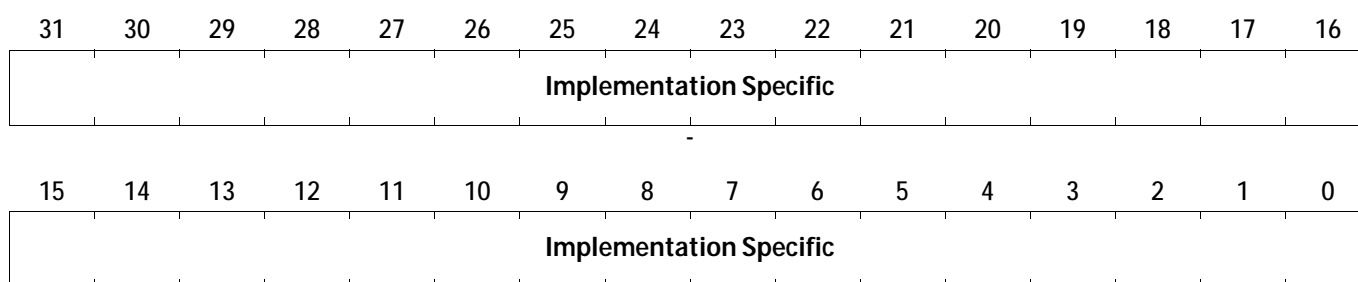 31 30 29 28 27 26 25 24 23 22 21 20 19 18 17 16
Implementation Specific
-
15 14 13 12 11 10 9 8 7 6 5 4 3 2 1 0
Implementation Specific